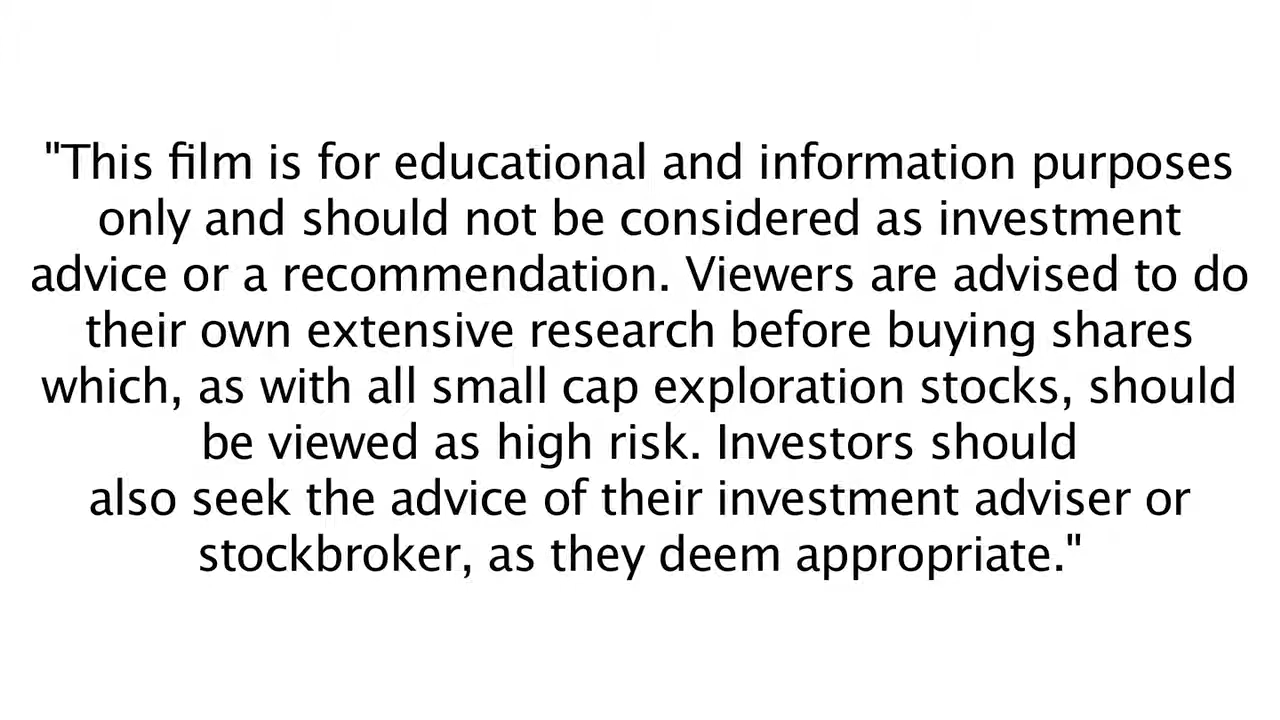 "This film is for educational and information purposes
only and should not be considered as investment
advice or a recommendation. Viewers are advised to do
their own extensive research before buying shares
which, as with all small cap exploration stocks, should
be viewed as high risk. Investors should
also seek the advice of their investment adviser or
stockbroker, as they deem appropriate."